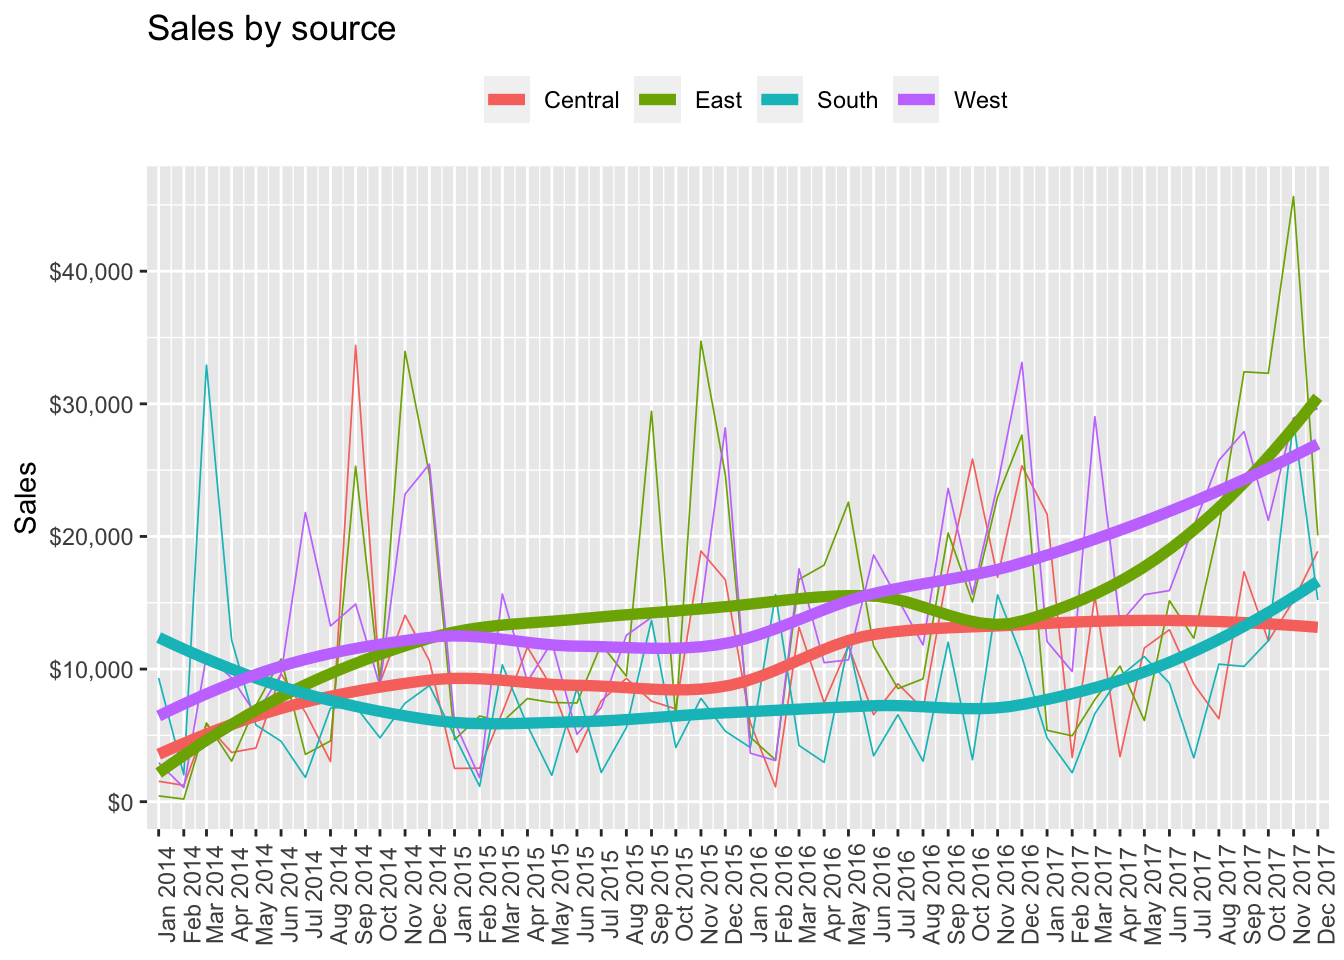 Sales by source
Central East South West
Sales
$40,000
$30,000
$20,000
$10,000
$0
Jan 2014
Feb 2014
Mar 2014
Apr 2014
May 2014
Jun 2014
Jul 2014
Aug 2014
Sep 2014
Oct 2014
Nov 2014
Dec 2014
Jan 2015
Feb 2015
Mar 2015
Apr 2015
May 2015
Jun 2015
Jul 2015
Aug 2015
Sep 2015
Oct 2015
Nov 2015
Dec 2015
Jan 2016
Feb 2016
Mar 2016
Apr 2016
May 2016
Jun 2016
Jul 2016
Aug 2016
Sep 2016
Oct 2016
Nov 2016
Dec 2016
Jan 2017
Feb 2017
Mar 2017
Apr 2017
May 2017
Jun 2017
Jul 2017
Aug 2017
Sep 2017
Oct 2017
Nov 2017
Dec 2017